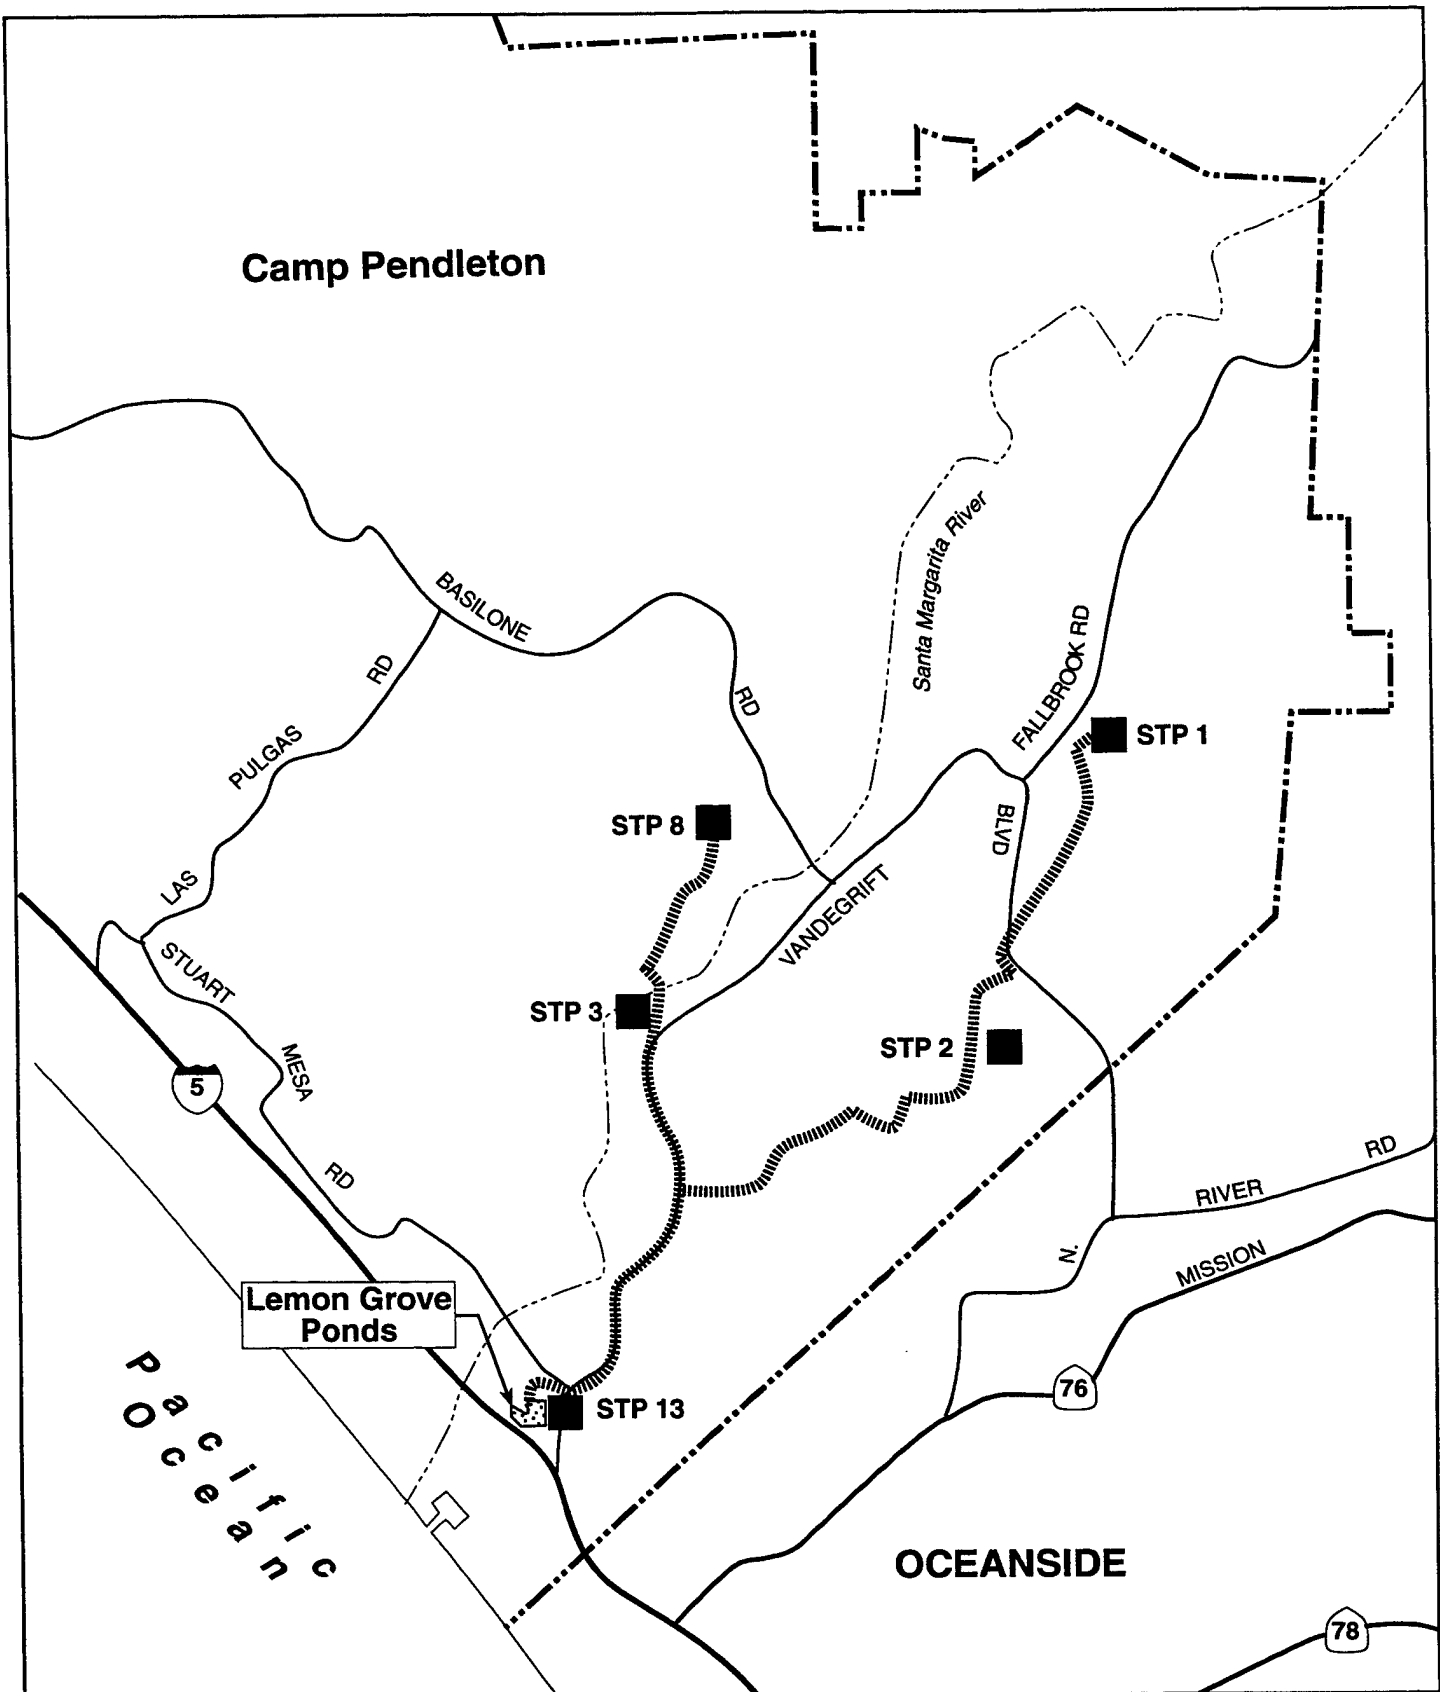 Camp Pendleton
Santa Margarita River
BASILONE
RD
RD
FALLBROOK RD
PULGAS
STP 1
BLVD
STP 8
LAS
VANDEGRIFT
STUART
STP 3
STP 2
MESA
5
RD
RD
RIVER
N.
MISSION
Lemon Grove
Ponds
Pacific
Ocean
76
STP 13
OCEANSIDE
78